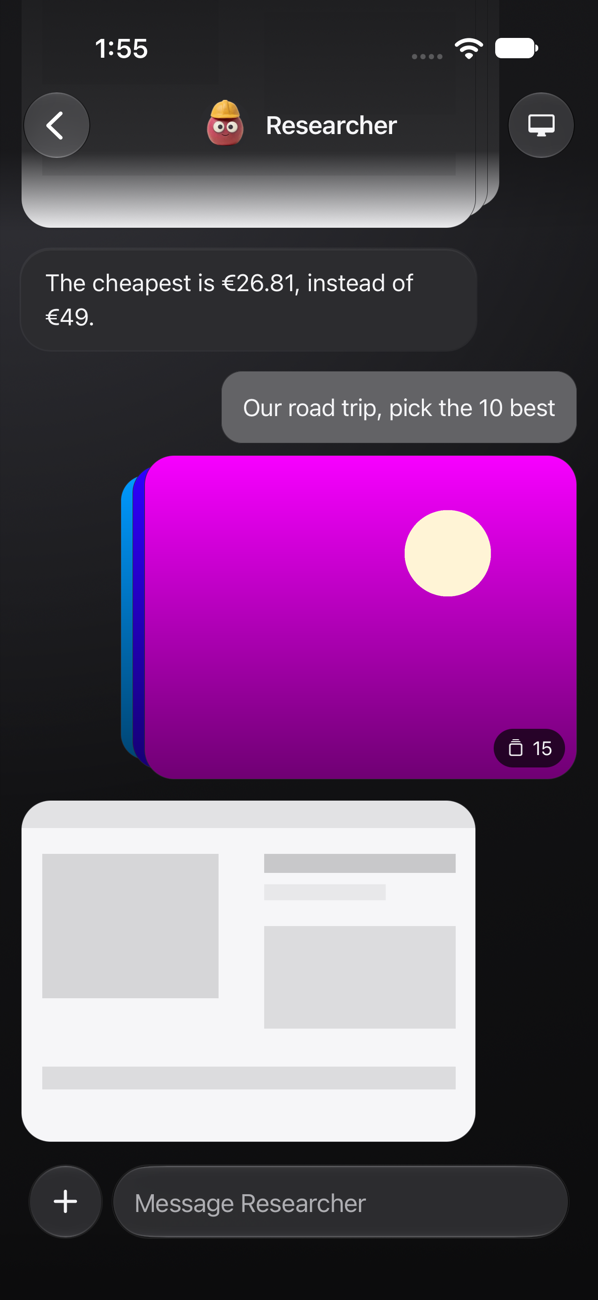 1:55
Researcher
The cheapest is €26.81, instead of
€49.
Our road trip, pick the 10 best
15
Message Researcher